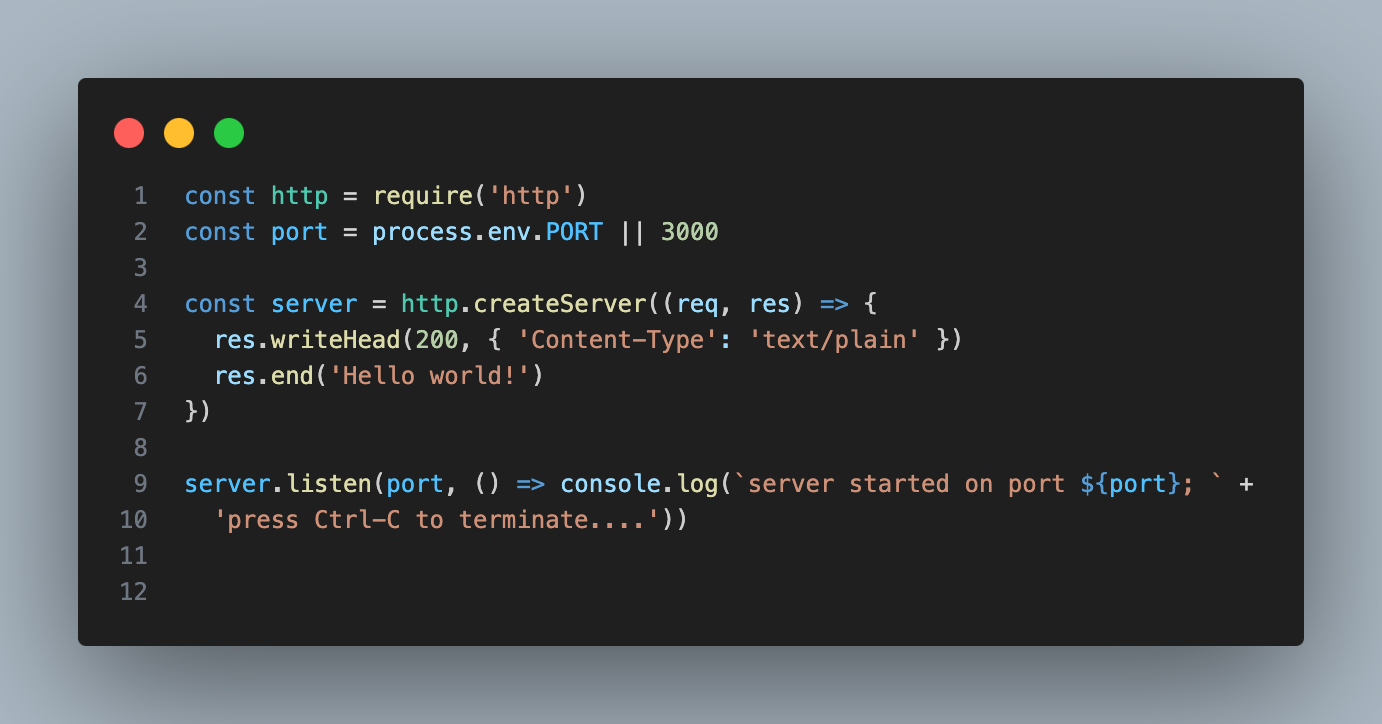 1 const http = require('http')
2 const port = process.env.PORT || 3000
3
4 const server = http.createServer((req, res) => {
5   res.writeHead(200, { 'Content-Type': 'text/plain' })
6   res.end('Hello world!')
7 })
8
9 server.listen(port, () => console.log(`server started on port ${port}; ` +
10   'press Ctrl-C to terminate....'))
11
12